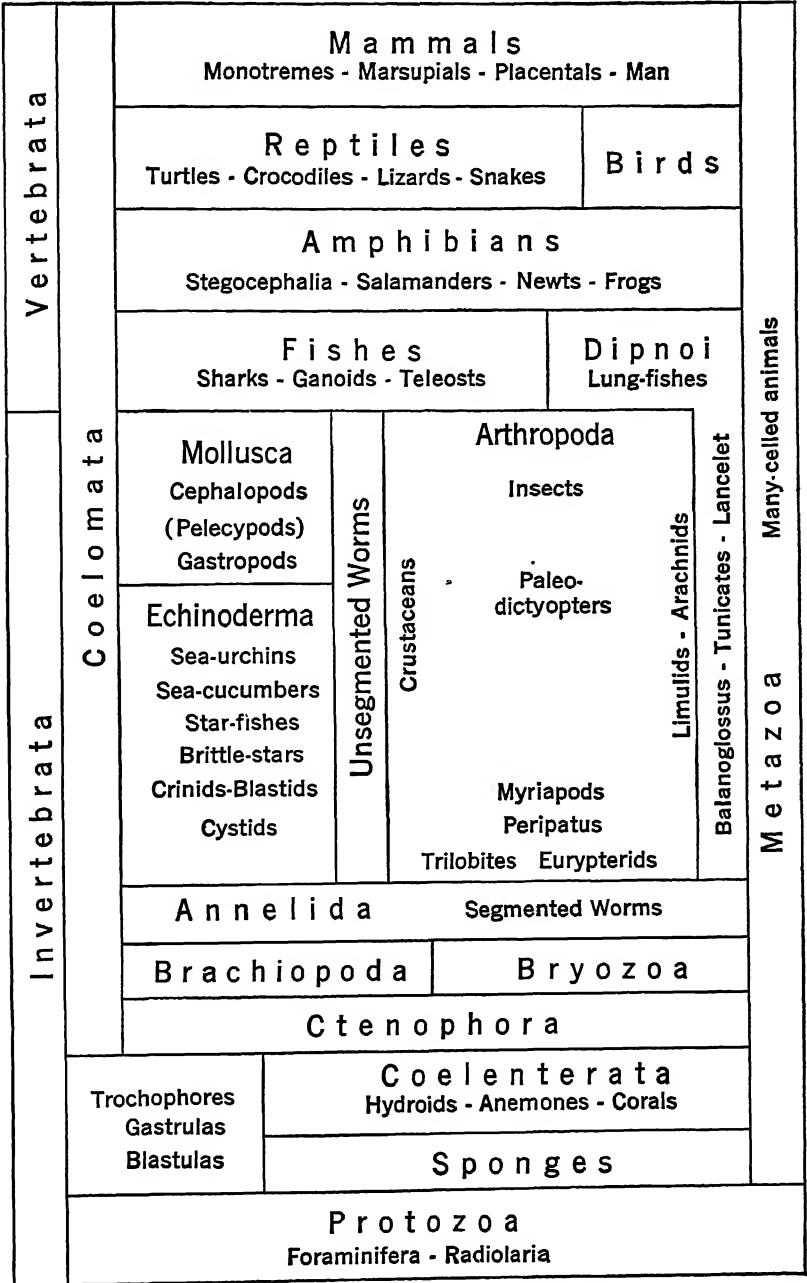 Vertebrata
Invertebrata
Coelomata
Many-celled animals
Metazoa
Mammals
Monotremes - Marsupials - Placentals - Man
Reptiles
Turtles - Crocodiles - Lizards - Snakes
Birds
Amphibians
Stegocephalia - Salamanders - Newts - Frogs
Fishes
Sharks - Ganoids - Teleosts
Dipnoi
Lung-fishes
Mollusca
Cephalopods
(Pelecypods)
Gastropods
Echinoderma
Sea-urchins
Sea-cucumbers
Star-fishes
Brittle-stars
Crinids-Blastids
Cystids
Unsegmented Worms
Arthropoda
Insects
Crustaceans
Paleo-
dictyopters
Limulids - Arachnids
Myriapods
Peripatus
Trilobites Eurypterids
Balanoglossus - Tunicates - Lancelet
Annelida Segmented Worms
Brachiopoda
Bryozoa
Ctenophora
Trochophores
Gastrulas
Blastulas
Coelenterata
Hydroids - Anemones - Corals
Sponges
Protozoa
Foraminifera - Radiolaria